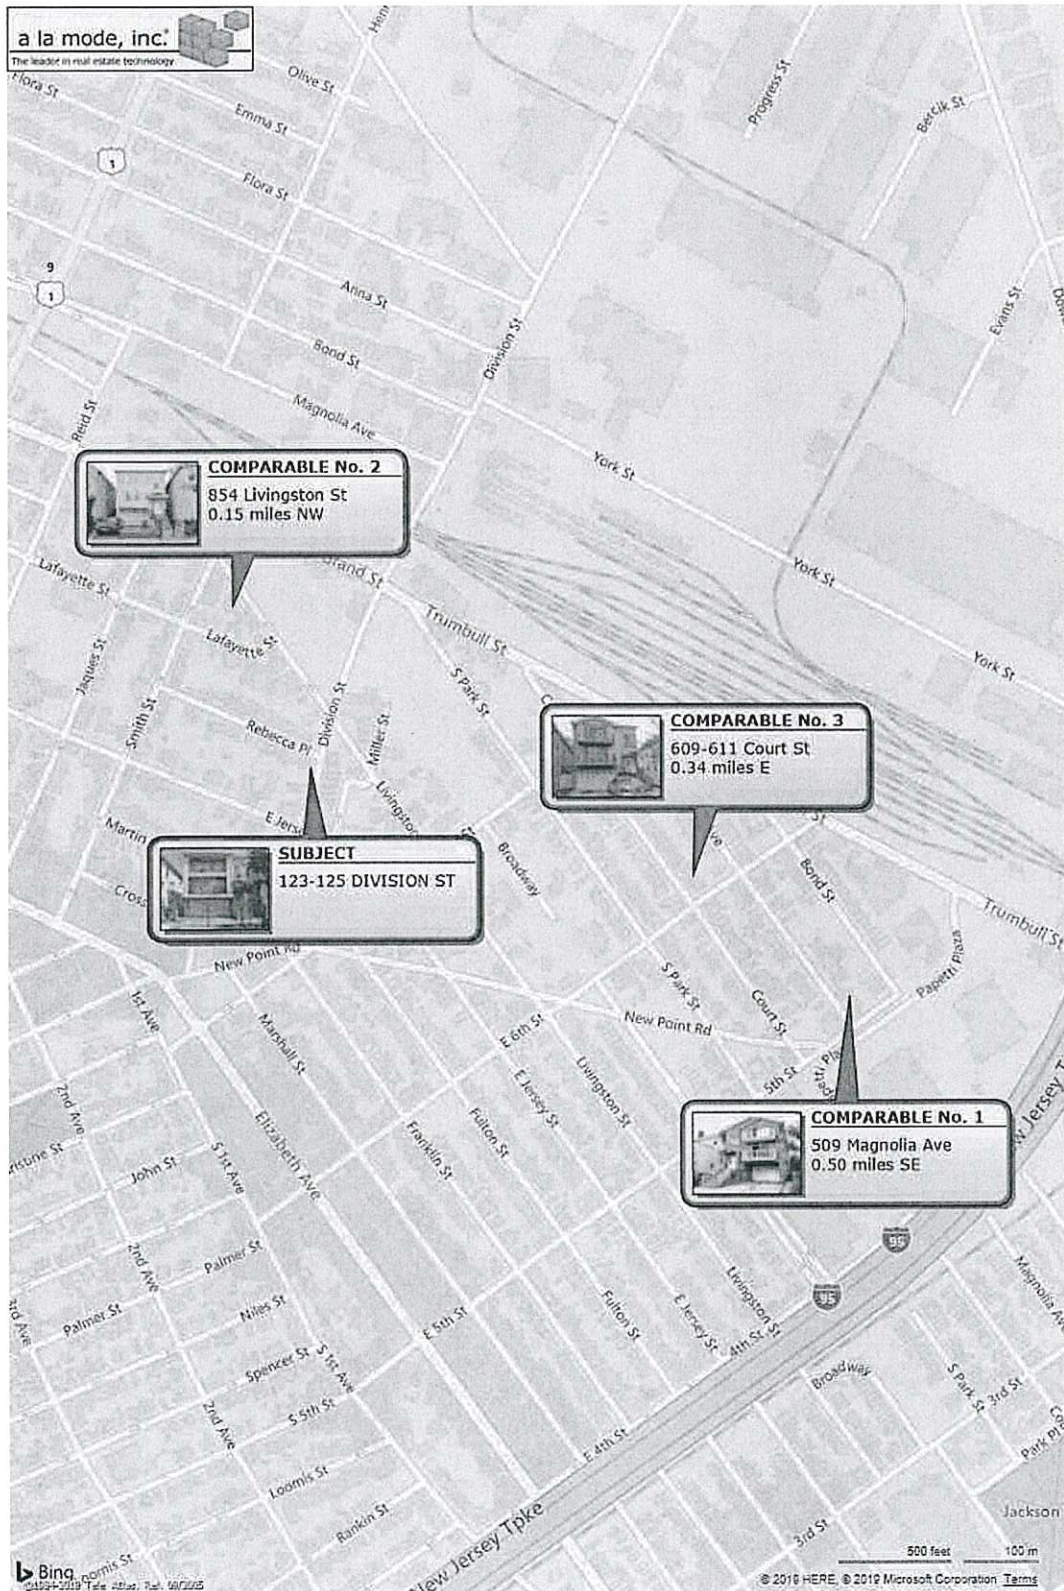 a la mode, inc.
The leader in real estate technology
Flora St
Olive St
Emma St
Flora St
1
9
1
Progress St
Anna St
Bond St
Division St
Magnolia Ave
Evans St
Reid St
York St
COMPARABLE No. 2
854 Livingston St
0.15 miles NW
Lafayette St
Trumbull St
York St
York St
Lafayette St
Jaques St
Smith St
S Park St
Division St
Miller St
Rebecca Pl
COMPARABLE No. 3
609-611 Court St
0.34 miles E
Martin
Broadway
Bond St
SUBJECT
123-125 DIVISION ST
Cross
Trumbull St
Papetti Plaza
New Point Rd
S Park St
Court St
1st Ave
Marshall St
E 6th St
New Point Rd
5th St
2nd Ave
Elizabeth Ave
E Jersey St
Livingston St
Fulton St
Franklin St
COMPARABLE No. 1
509 Magnolia Ave
0.50 miles SE
John St
S 1st Ave
95
95
2nd Ave
Palmer St
Palmer St
Niles St
3rd Ave
E 5th St
Fulton St
E Jersey St
Livingston St
4th St
Spencer St
S 1st Ave
Broadway
S Park St
3rd St
2nd Ave
S 5th St
E 4th St
Loomis St
Rankin St
New Jersey Tpke
3rd St
Jackson
Bing
500 feet
100 m
© 2019 HERE, © 2019 Microsoft Corporation Terms